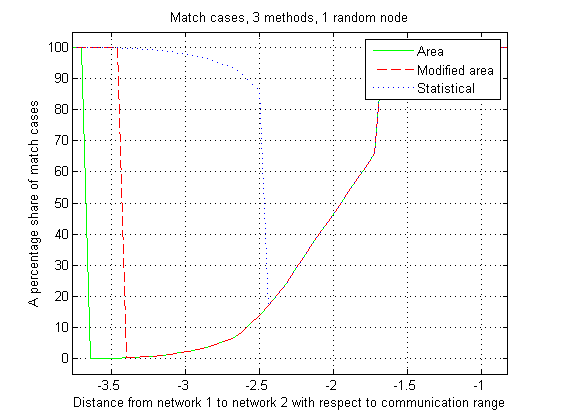 Match cases, 3 methods, 1 random node
Area
Modified area
Statistical
100
90
80
70
60
50
40
30
20
10
0
A percentage share of match cases
-3.5 -3 -2.5 -2 -1.5 -1
Distance from network 1 to network 2 with respect to communication range